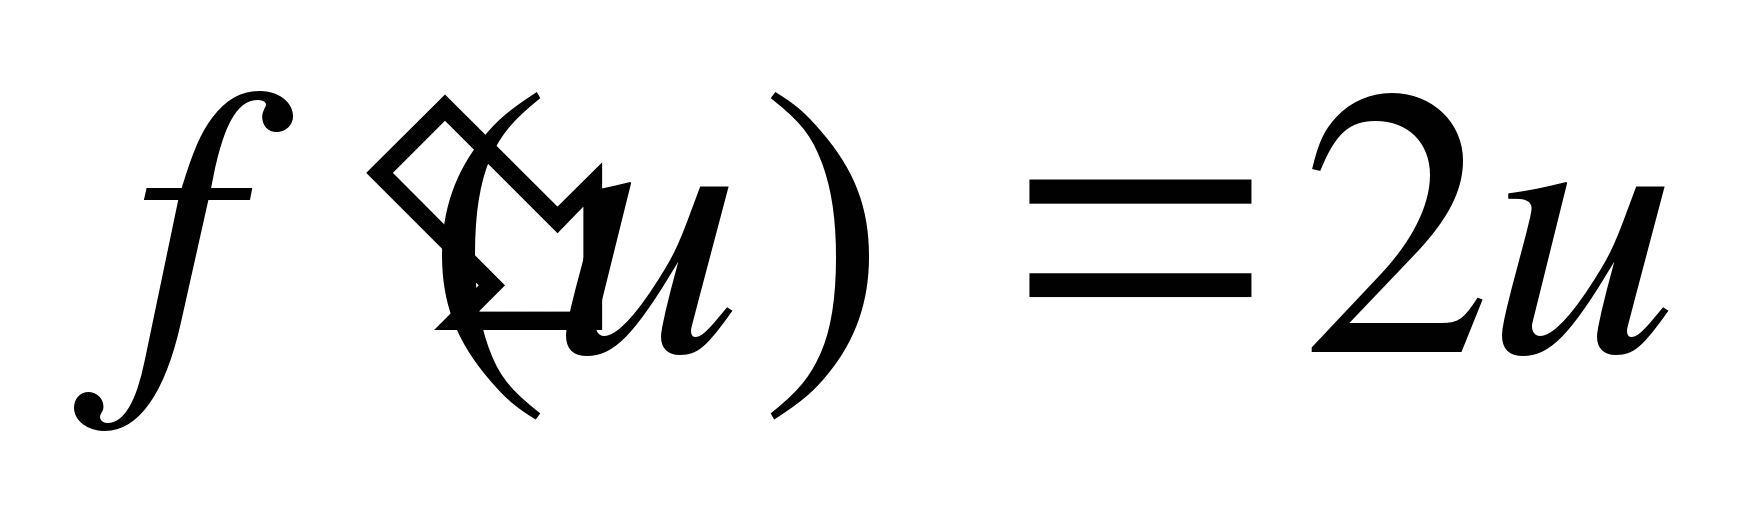 f (u) = 2u